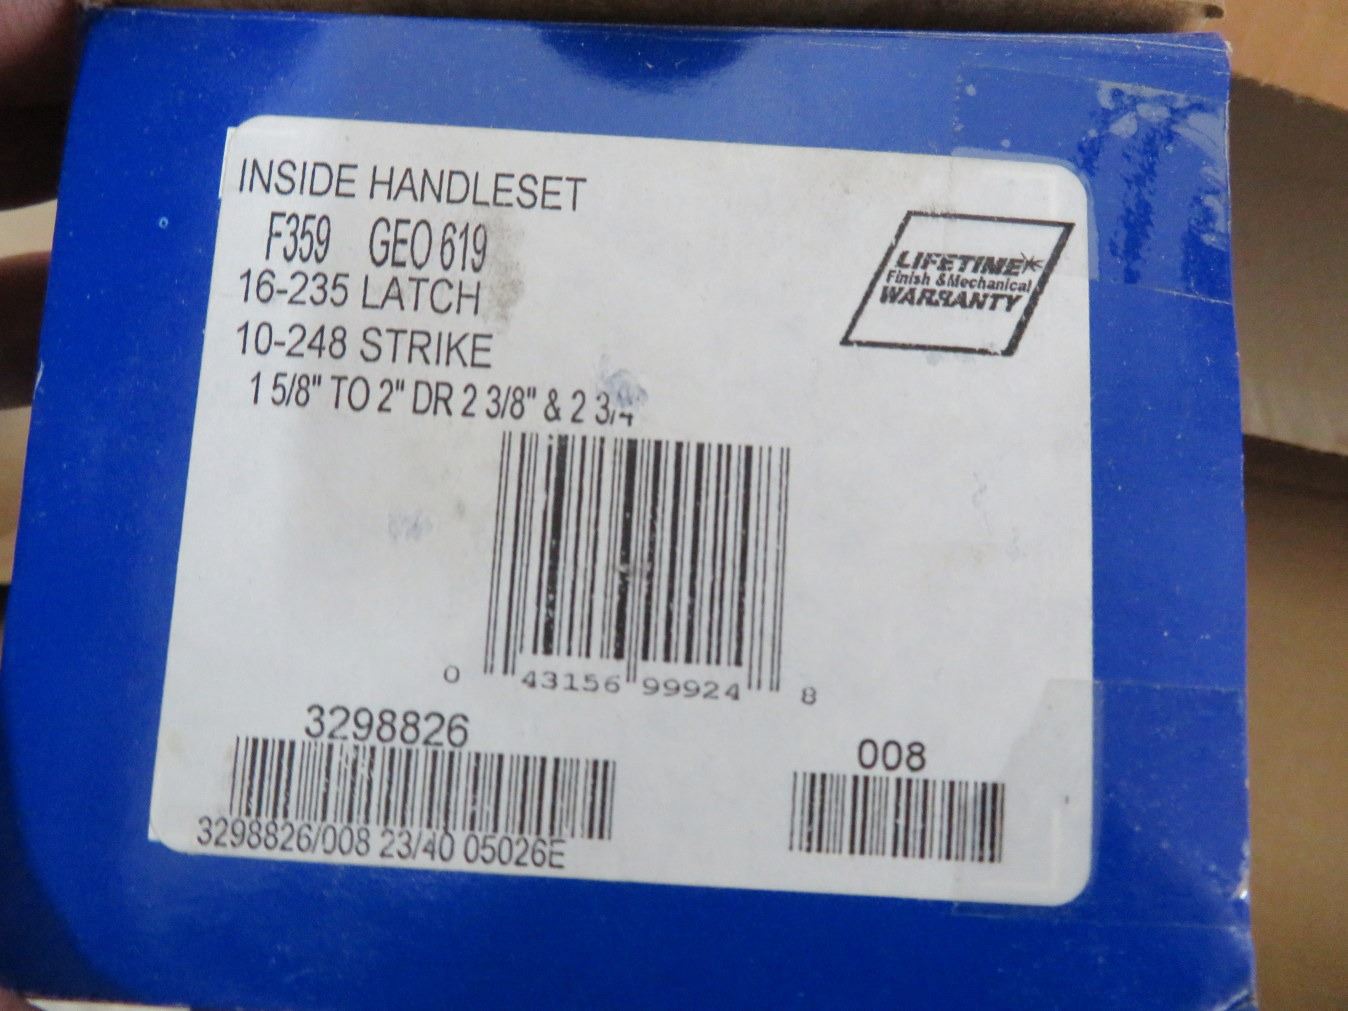 INSIDE HANDLESET
F359 GEO 619
16-235 LATCH
10-248 STRIKE
1 5/8" TO 2" DR 2 3/8" & 2 3/4
LIFETIME*
Finish & Mechanical
WARRANTY
0 43156 99924 8
3298826
008
3298826/008 23/40 05026E